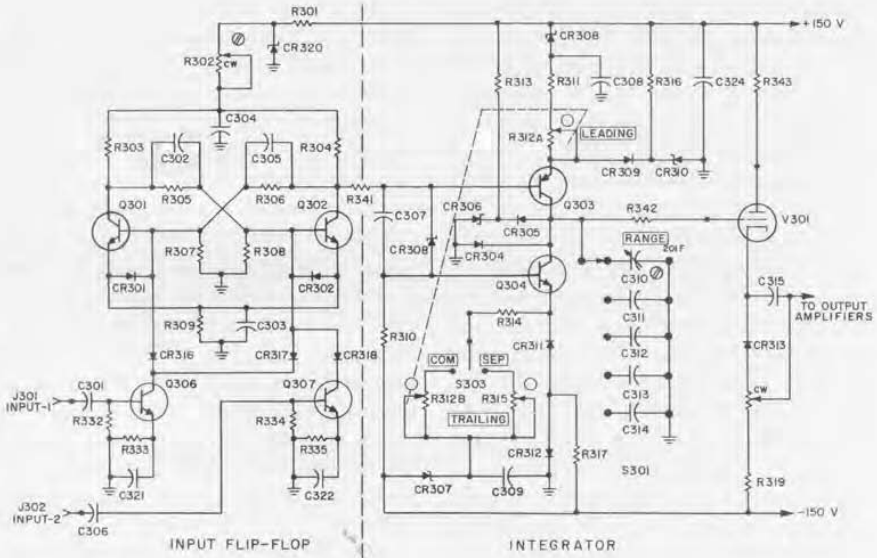 R301
+150 V
CR320
R302
CW
CR308
R313
R311
C308
R316
C324
R343
C304
R303
C302
C305
R304
R312A
LEADING
R305
R306
R341
CR309
CR310
Q301
Q302
Q303
C307
CR306
CR305
R342
V301
R307
R308
CR308
CR304
RANGE
201F
C310
CR301
CR302
Q304
C315
TO OUTPUT
AMPLIFIERS
R309
C303
R310
R314
C311
CR311
C312
CR313
CR316
CR317
CR318
COM
SEP
S303
C313
CW
J301
INPUT-1
C301
Q306
Q307
R312B
R315
C314
R332
R334
TRAILING
R333
R335
CR312
R317
S301
R319
C321
C322
CR307
C309
J302
INPUT-2
C306
-150 V
INPUT FLIP-FLOP
INTEGRATOR